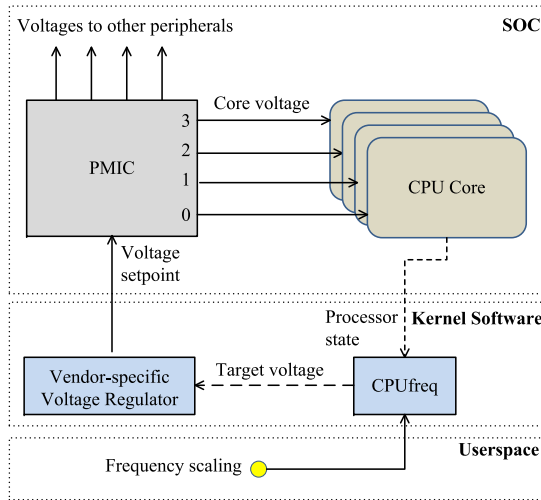 Voltages to other peripherals
SOC
Core voltage
3
2
1
0
PMIC
CPU Core
Voltage
setpoint
Processor
state
Kernel Software
Vendor-specific
Voltage Regulator
Target voltage
CPUfreq
Userspace
Frequency scaling